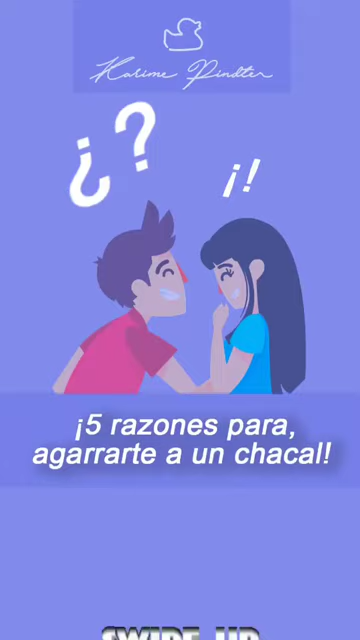 Karime Pindter
¿?
¡!
¡5 razones para,
agarrarte a un chacal!
SWIPE UP